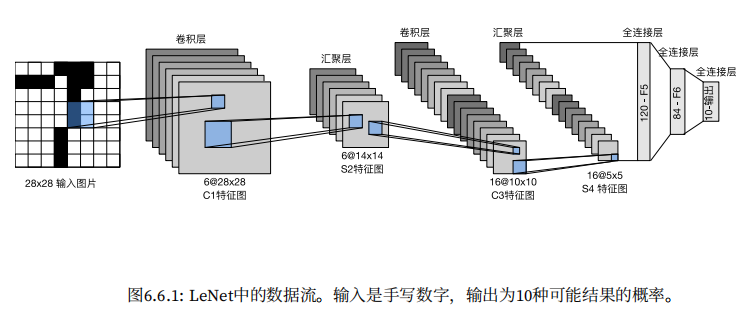 卷积层
汇聚层
卷积层
汇聚层
全连接层
全连接层
全连接层
28x28 输入图片
6@28x28
C1特征图
6@14x14
S2特征图
16@10x10
C3特征图
16@5x5
S4 特征图
120 - F5
84 - F6
10-输出
图6.6.1: LeNet中的数据流。输入是手写数字，输出为10种可能结果的概率。